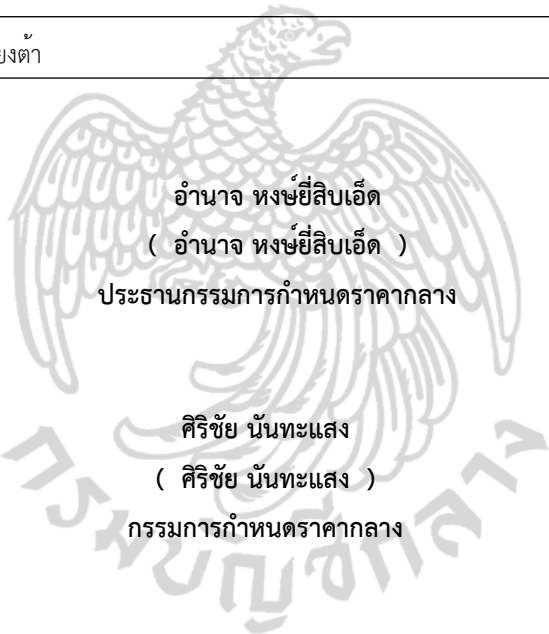 ยงต้า
อำนาจ หงษ์ยี่สิบเอ็ด
( อำนาจ หงษ์ยี่สิบเอ็ด )
ประธานกรรมการกำหนดราคากลาง
ศิริชัย นันทะแสง
( ศิริชัย นันทะแสง )
กรรมการกำหนดราคากลาง
กรมบัญชีกลาง